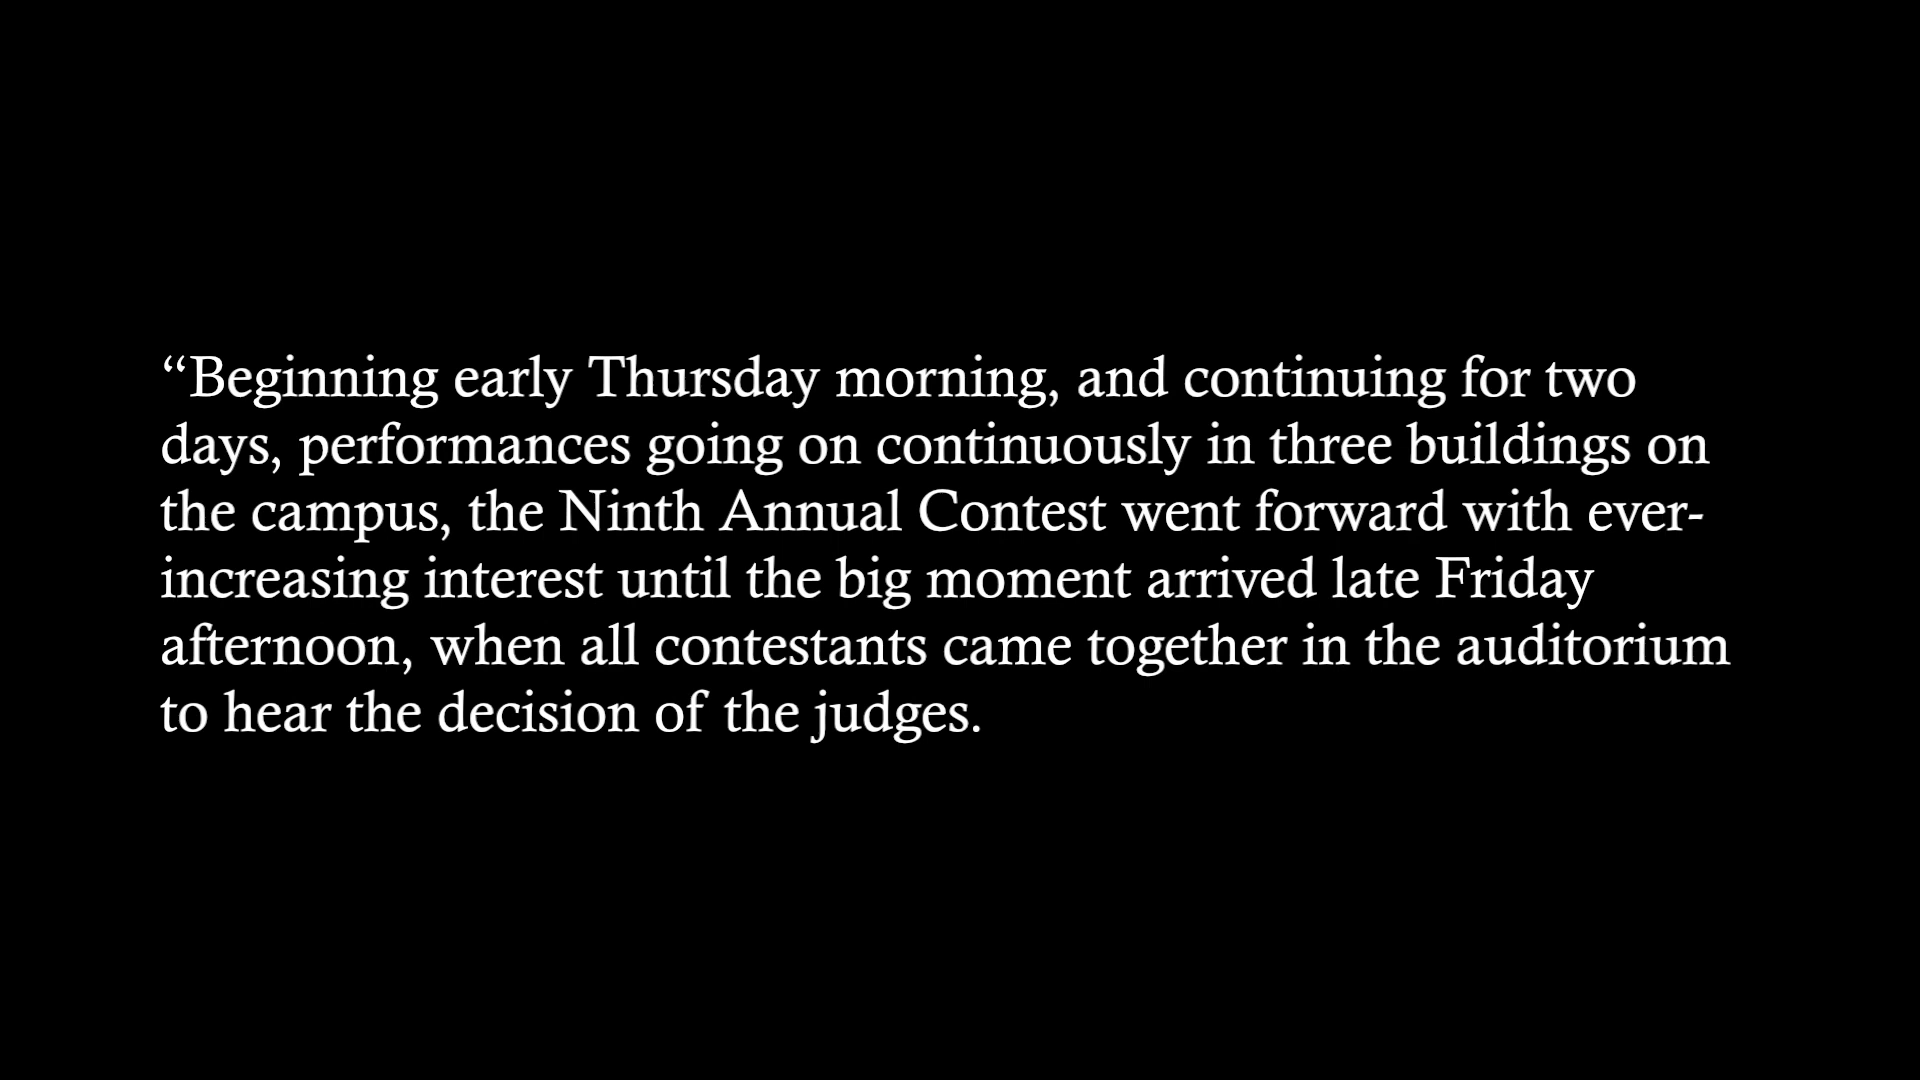 “Beginning early Thursday morning, and continuing for two
days, performances going on continuously in three buildings on
the campus, the Ninth Annual Contest went forward with ever-
increasing interest until the big moment arrived late Friday
afternoon, when all contestants came together in the auditorium
to hear the decision of the judges.